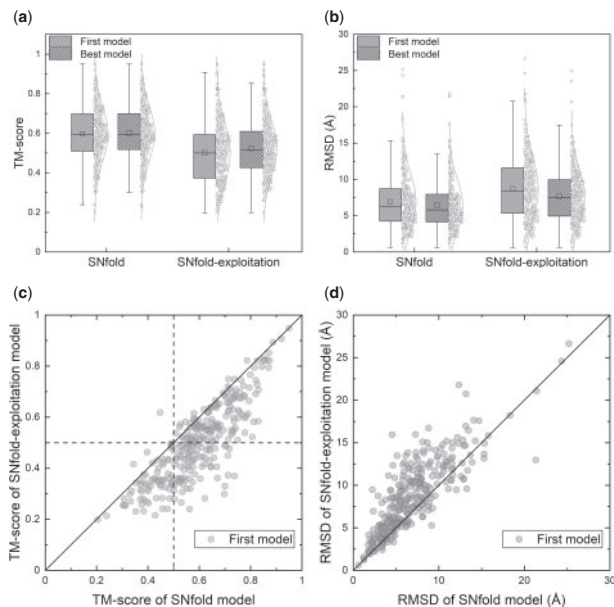 (a)
First model
Best model
TM-score
1
0.8
0.6
0.4
0.2
0
SNfold
SNfold-exploitation
(b)
First model
Best model
RMSD (Å)
30
25
20
15
10
5
0
SNfold
SNfold-exploitation
(c)
TM-score of SNfold-exploitation model
1
0.8
0.6
0.4
0.2
0
First model
0 0.2 0.4 0.6 0.8 1
TM-score of SNfold model
(d)
RMSD of SNfold-exploitation model (Å)
30
25
20
15
10
5
0
First model
0 5 10 15 20 25 30
RMSD of SNfold model (Å)